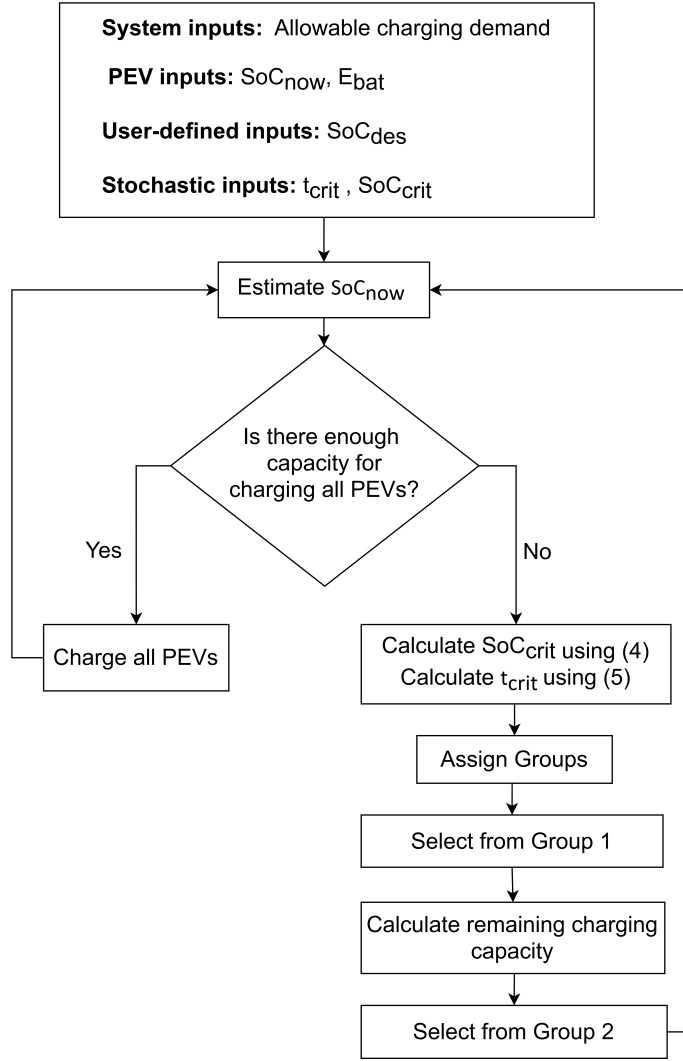 System inputs: Allowable charging demand
PEV inputs: SoCnow, Ebat
User-defined inputs: SoCdes
Stochastic inputs: tcrit , SoCcrit
Estimate SoCnow
Is there enough
capacity for
charging all PEVs?
Yes
No
Charge all PEVs
Calculate SoCcrit using (4)
Calculate tcrit using (5)
Assign Groups
Select from Group 1
Calculate remaining charging
capacity
Select from Group 2